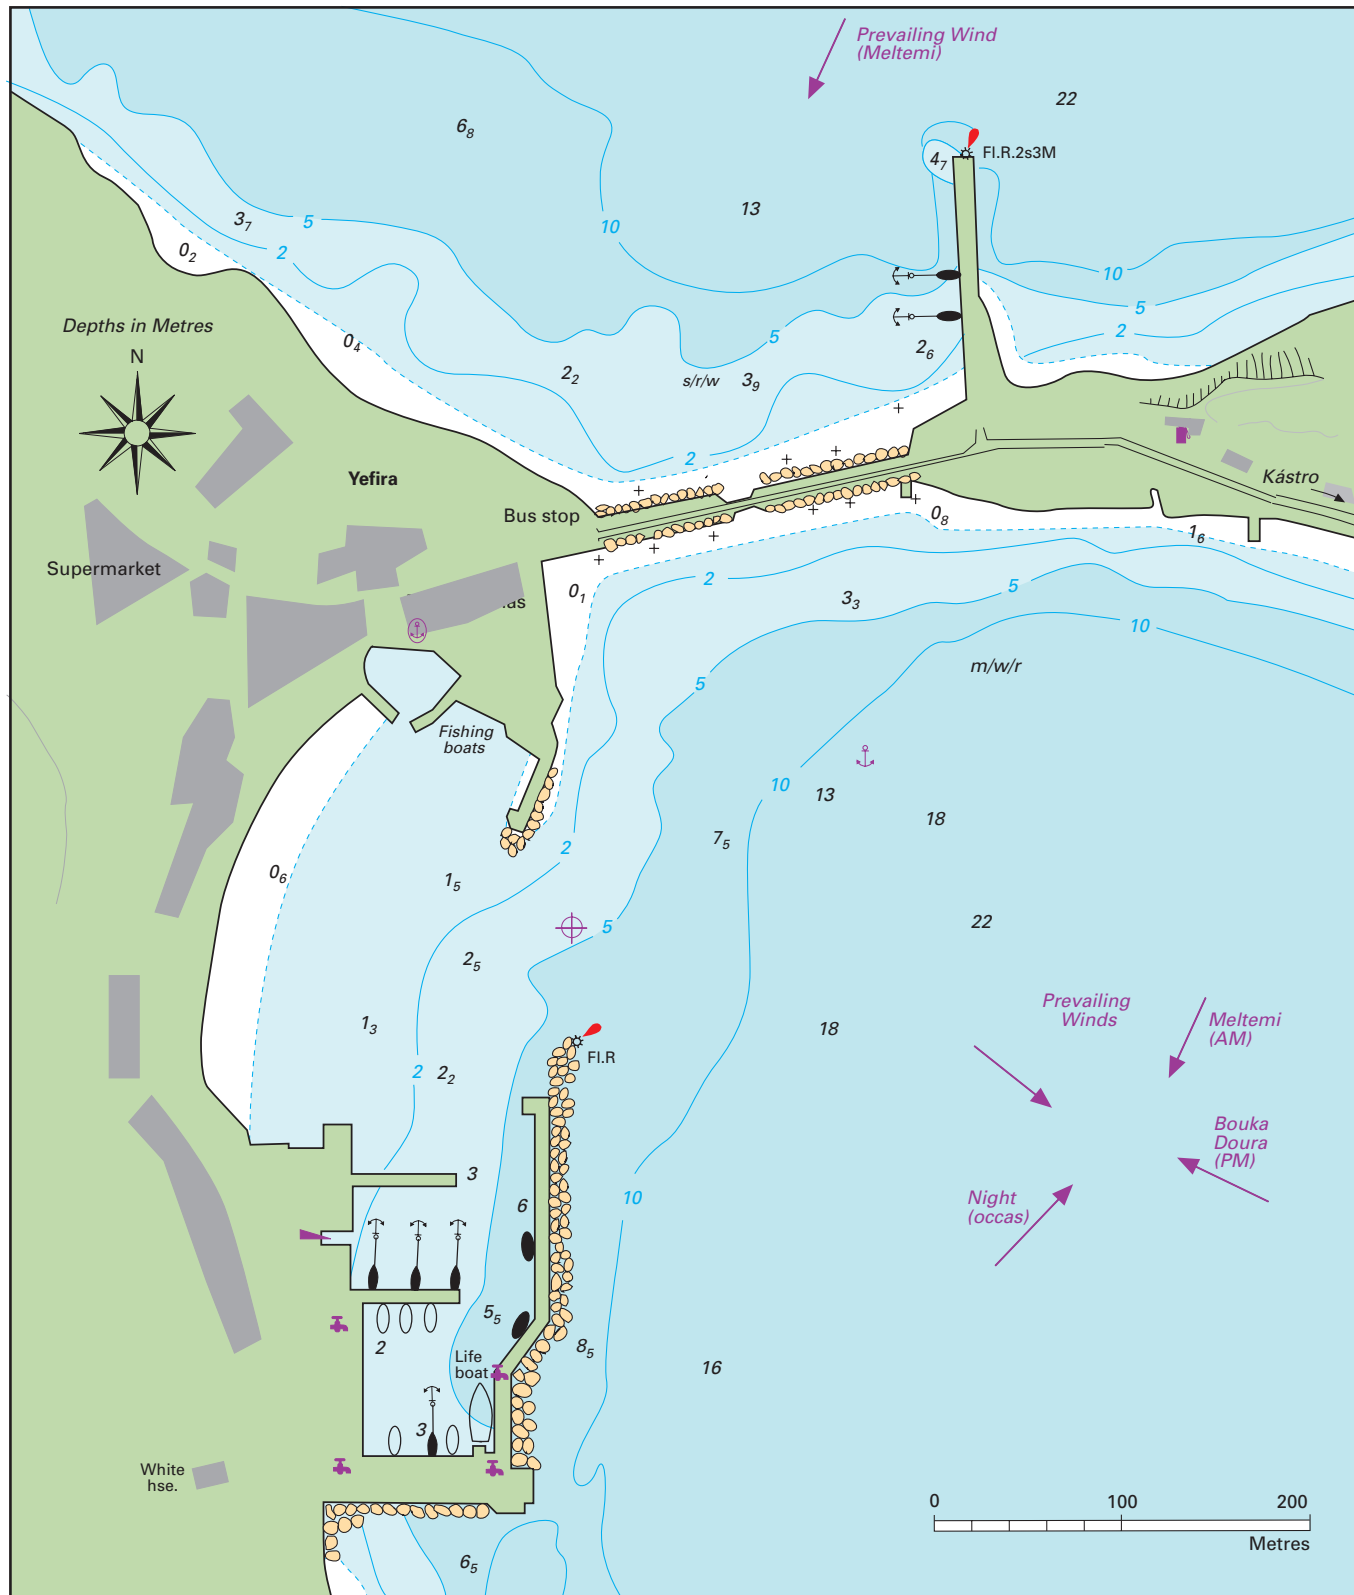 Prevailing Wind
(Meltemi)
22
6₈
Fl.R.2s3M
4₇
3₇
5
10
13
0₂
2
10
5
2
Depths in Metres
N
0₄
5
2₆
2₂
s/r/w
3₉
2
Yefira
Kástro
Bus stop
0₈
1₆
Supermarket
2
5
0₁
3₃
10
m/w/r
5
Fishing
boats
10
13
18
7₅
2
0₆
1₅
22
5
2₅
Prevailing
Winds
Meltemi
(AM)
1₃
18
Fl.R
2
2₂
Bouka
Doura
(PM)
3
6
10
Night
(occas)
5₅
2
8₅
Life
boat
16
3
White
hse.
0
100
200
Metres
6₅